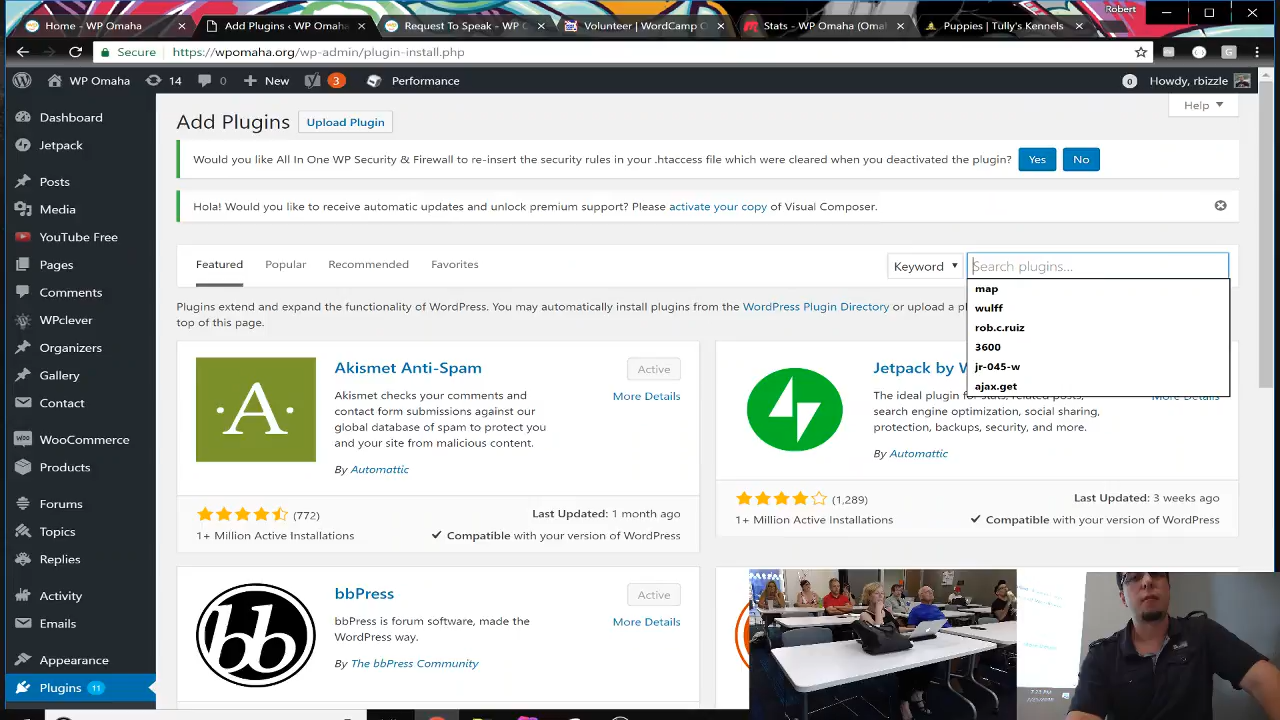 Robert
Home - WP Omaha
Add Plugins ‹ WP Omaha
Request To Speak - WP O
Volunteer | WordCamp O
Stats - WP Omaha (Oma
Puppies | Tully's Kennels
Secure
https://wpomaha.org/wp-admin/plugin-install.php
WP Omaha
14
0
New
3
Performance
0
Howdy, rbizzle
Help
Dashboard
Jetpack
Posts
Media
YouTube Free
Pages
Comments
WPclever
Organizers
Gallery
Contact
WooCommerce
Products
Forums
Topics
Replies
Activity
Emails
Appearance
Plugins 11
Add Plugins
Upload Plugin
Would you like All In One WP Security & Firewall to re-insert the security rules in your .htaccess file which were cleared when you deactivated the plugin?
Yes
No
Hola! Would you like to receive automatic updates and unlock premium support? Please activate your copy of Visual Composer.
Featured
Popular
Recommended
Favorites
Keyword
Search plugins...
map
wulff
rob.c.ruiz
3600
jr-045-w
ajax.get
Plugins extend and expand the functionality of WordPress. You may automatically install plugins from the WordPress Plugin Directory or upload a
top of this page.
A
Akismet Anti-Spam
Active
More Details
Akismet checks your comments and
contact form submissions against our
global database of spam to protect you
and your site from malicious content.
By Automattic
(772)
1+ Million Active Installations
Last Updated: 1 month ago
Compatible with your version of WordPress
Jetpack by W
The ideal plugin for stats, related posts,
search engine optimization, social sharing,
protection, backups, security, and more.
By Automattic
More Details
(1,289)
1+ Million Active Installations
Last Updated: 3 weeks ago
Compatible with your version of WordPress
bb
bbPress
Active
More Details
bbPress is forum software, made the
WordPress way.
By The bbPress Community